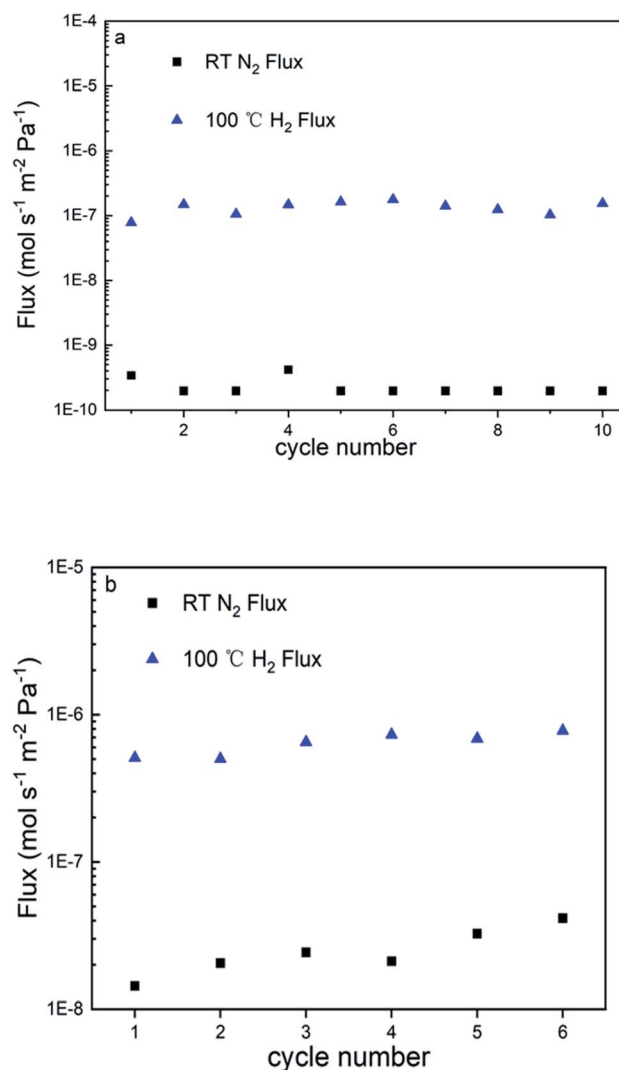 a
RT N₂ Flux
100 ℃ H₂ Flux
1E-4
1E-5
1E-6
1E-7
1E-8
1E-9
1E-10
Flux (mol s⁻¹ m⁻² Pa⁻¹)
2 4 6 8 10
cycle number
b
RT N₂ Flux
100 ℃ H₂ Flux
1E-5
1E-6
1E-7
1E-8
Flux (mol s⁻¹ m⁻² Pa⁻¹)
1 2 3 4 5 6
cycle number